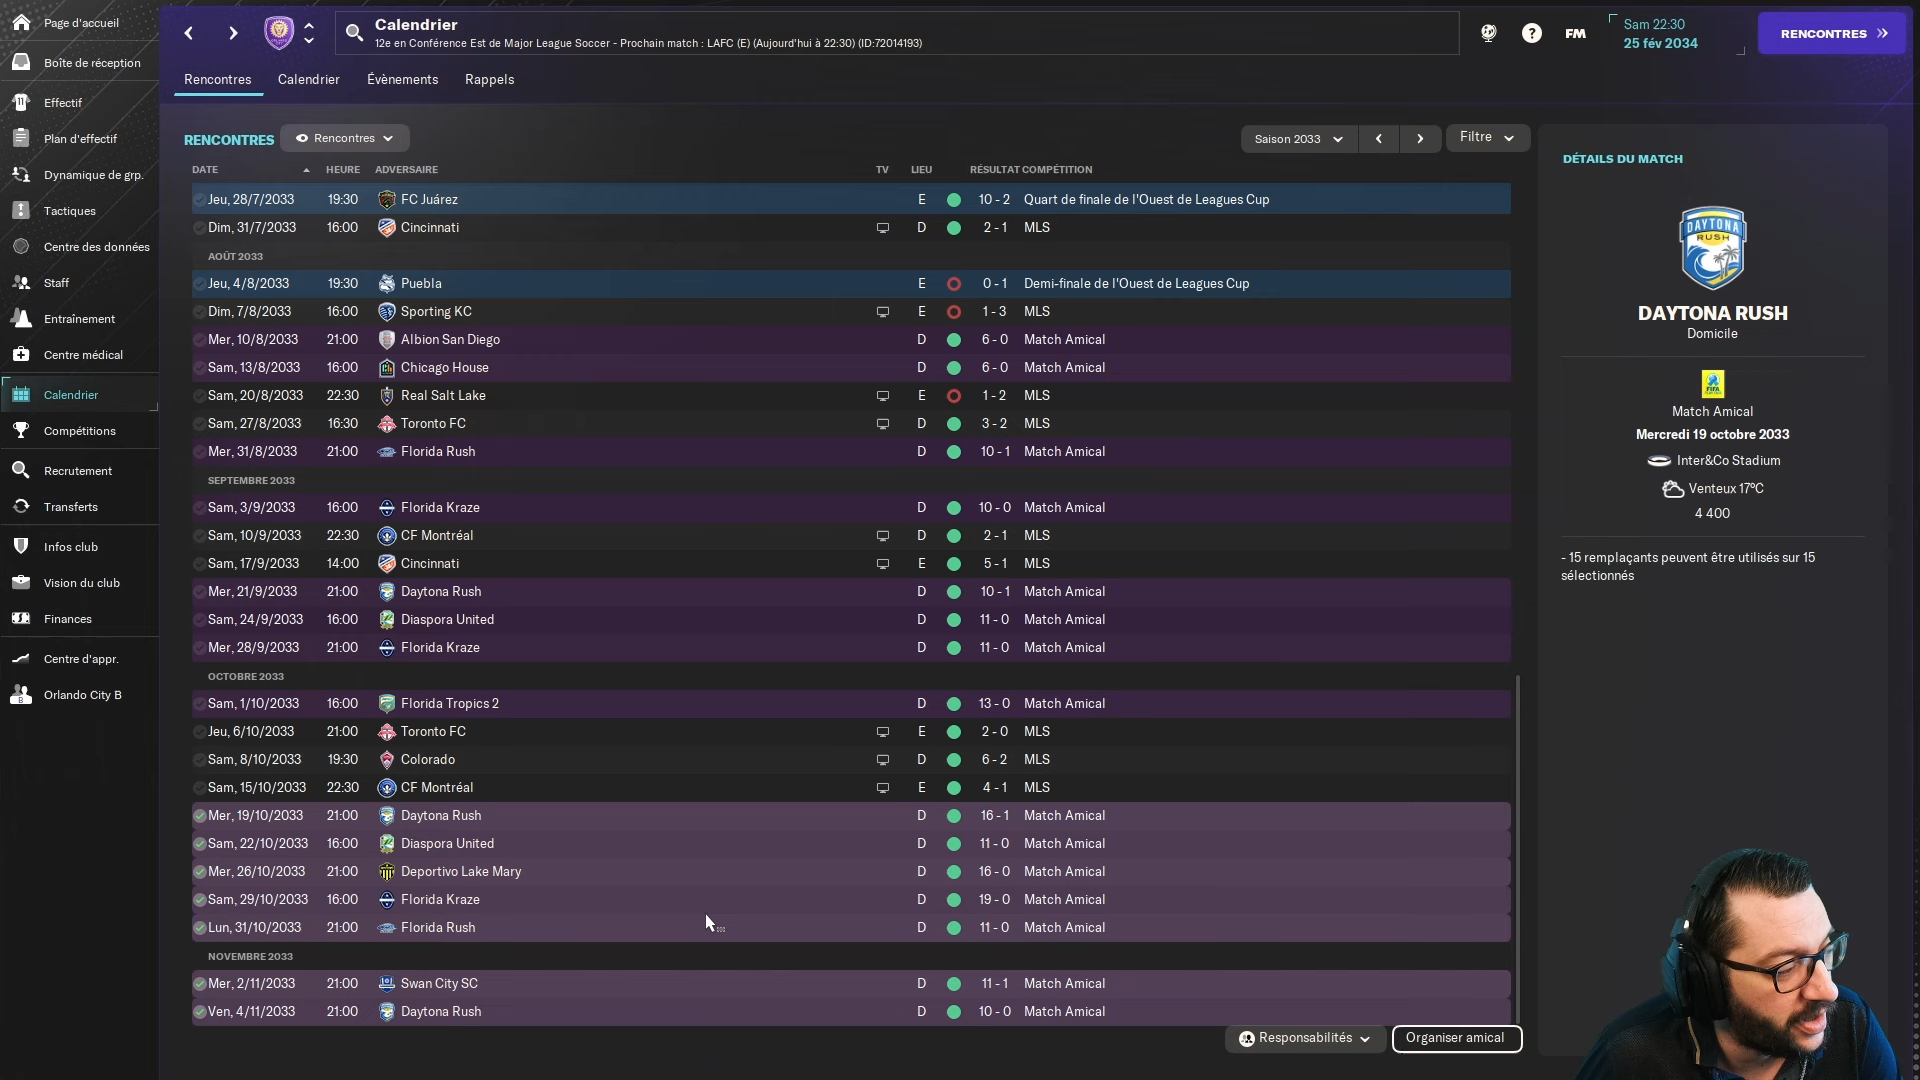 Page d'accueil
Boîte de réception
Effectif
Plan d'effectif
Dynamique de grp.
Tactiques
Centre des données
Staff
Entraînement
Centre médical
Calendrier
Compétitions
Recrutement
Transferts
Infos club
Vision du club
Finances
Centre d'appr.
Orlando City B
Calendrier
12e en Conférence Est de Major League Soccer - Prochain match : LAFC (E) (Aujourd'hui à 22:30) (ID:72014193)
FM
Sam 22:30
25 fév 2034
RENCONTRES
Rencontres Calendrier Évènements Rappels
RENCONTRES Rencontres Saison 2033 Filtre
DATE HEURE ADVERSAIRE TV LIEU RÉSULTAT COMPÉTITION
Jeu, 28/7/2033 19:30 FC Juárez E 10 - 2 Quart de finale de l'Ouest de Leagues Cup
Dim, 31/7/2033 16:00 Cincinnati D 2 - 1 MLS
AOÛT 2033
Jeu, 4/8/2033 19:30 Puebla E 0 - 1 Demi-finale de l'Ouest de Leagues Cup
Dim, 7/8/2033 16:00 Sporting KC E 1 - 3 MLS
Mer, 10/8/2033 21:00 Albion San Diego D 6 - 0 Match Amical
Sam, 13/8/2033 16:00 Chicago House D 6 - 0 Match Amical
Sam, 20/8/2033 22:30 Real Salt Lake E 1 - 2 MLS
Sam, 27/8/2033 16:30 Toronto FC D 3 - 2 MLS
Mer, 31/8/2033 21:00 Florida Rush D 10 - 1 Match Amical
SEPTEMBRE 2033
Sam, 3/9/2033 16:00 Florida Kraze D 10 - 0 Match Amical
Sam, 10/9/2033 22:30 CF Montréal D 2 - 1 MLS
Sam, 17/9/2033 14:00 Cincinnati E 5 - 1 MLS
Mer, 21/9/2033 21:00 Daytona Rush D 10 - 1 Match Amical
Sam, 24/9/2033 16:00 Diaspora United D 11 - 0 Match Amical
Mer, 28/9/2033 21:00 Florida Kraze D 11 - 0 Match Amical
OCTOBRE 2033
Sam, 1/10/2033 16:00 Florida Tropics 2 D 13 - 0 Match Amical
Jeu, 6/10/2033 21:00 Toronto FC E 2 - 0 MLS
Sam, 8/10/2033 19:30 Colorado D 6 - 2 MLS
Sam, 15/10/2033 22:30 CF Montréal E 4 - 1 MLS
Mer, 19/10/2033 21:00 Daytona Rush D 16 - 1 Match Amical
Sam, 22/10/2033 16:00 Diaspora United D 11 - 0 Match Amical
Mer, 26/10/2033 21:00 Deportivo Lake Mary D 16 - 0 Match Amical
Sam, 29/10/2033 16:00 Florida Kraze D 19 - 0 Match Amical
Lun, 31/10/2033 21:00 Florida Rush D 11 - 0 Match Amical
NOVEMBRE 2033
Mer, 2/11/2033 21:00 Swan City SC D 11 - 1 Match Amical
Ven, 4/11/2033 21:00 Daytona Rush D 10 - 0 Match Amical
Responsabilités Organiser amical
DÉTAILS DU MATCH
DAYTONA
RUSH
DAYTONA RUSH
Domicile
FIFA
Match Amical
Mercredi 19 octobre 2033
Inter&Co Stadium
Venteux 17°C
4 400
- 15 remplaçants peuvent être utilisés sur 15
sélectionnés